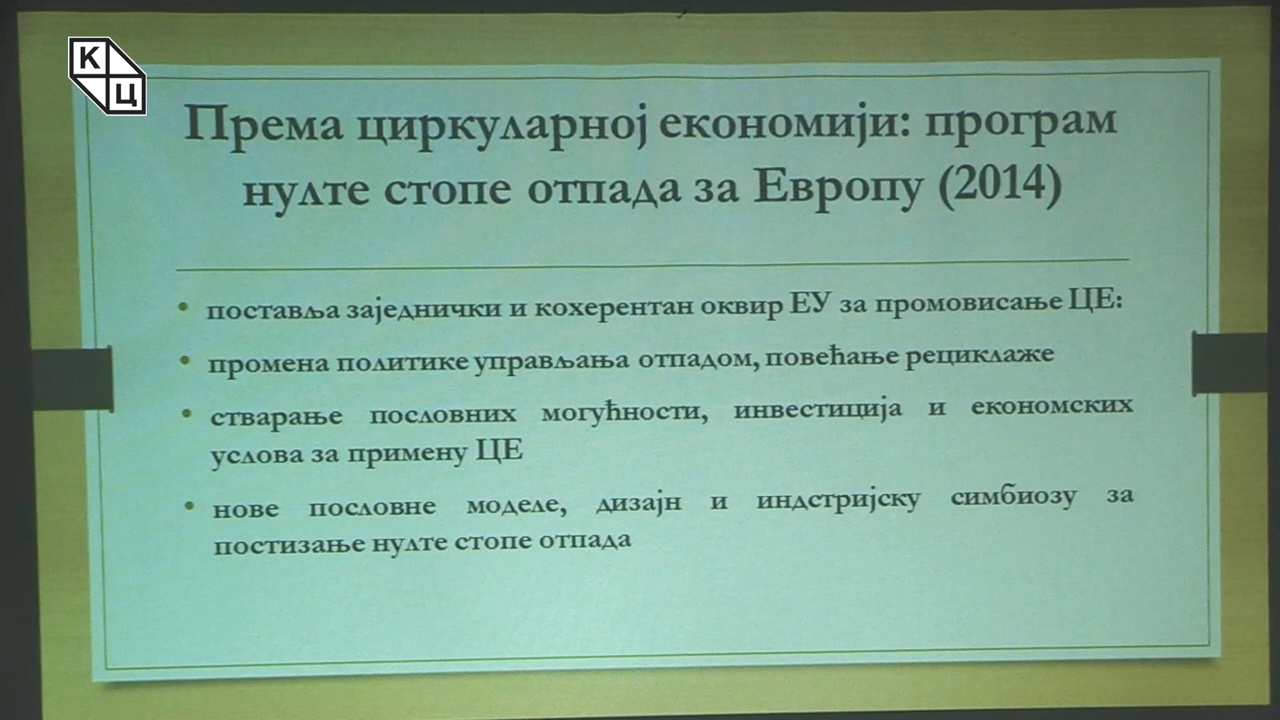 К
Ц
Према циркуларној економији: програм
нулте стопе отпада за Европу (2014)
• поставља заједнички и кохерентан оквир ЕУ за промовисање ЦЕ:
• промена политике управљања отпадом, повећање рециклаже
• стварање пословних могућности, инвестиција и економских
услова за примену ЦЕ
• нове пословне моделе, дизајн и индстријску симбиозу за
постизање нулте стопе отпада